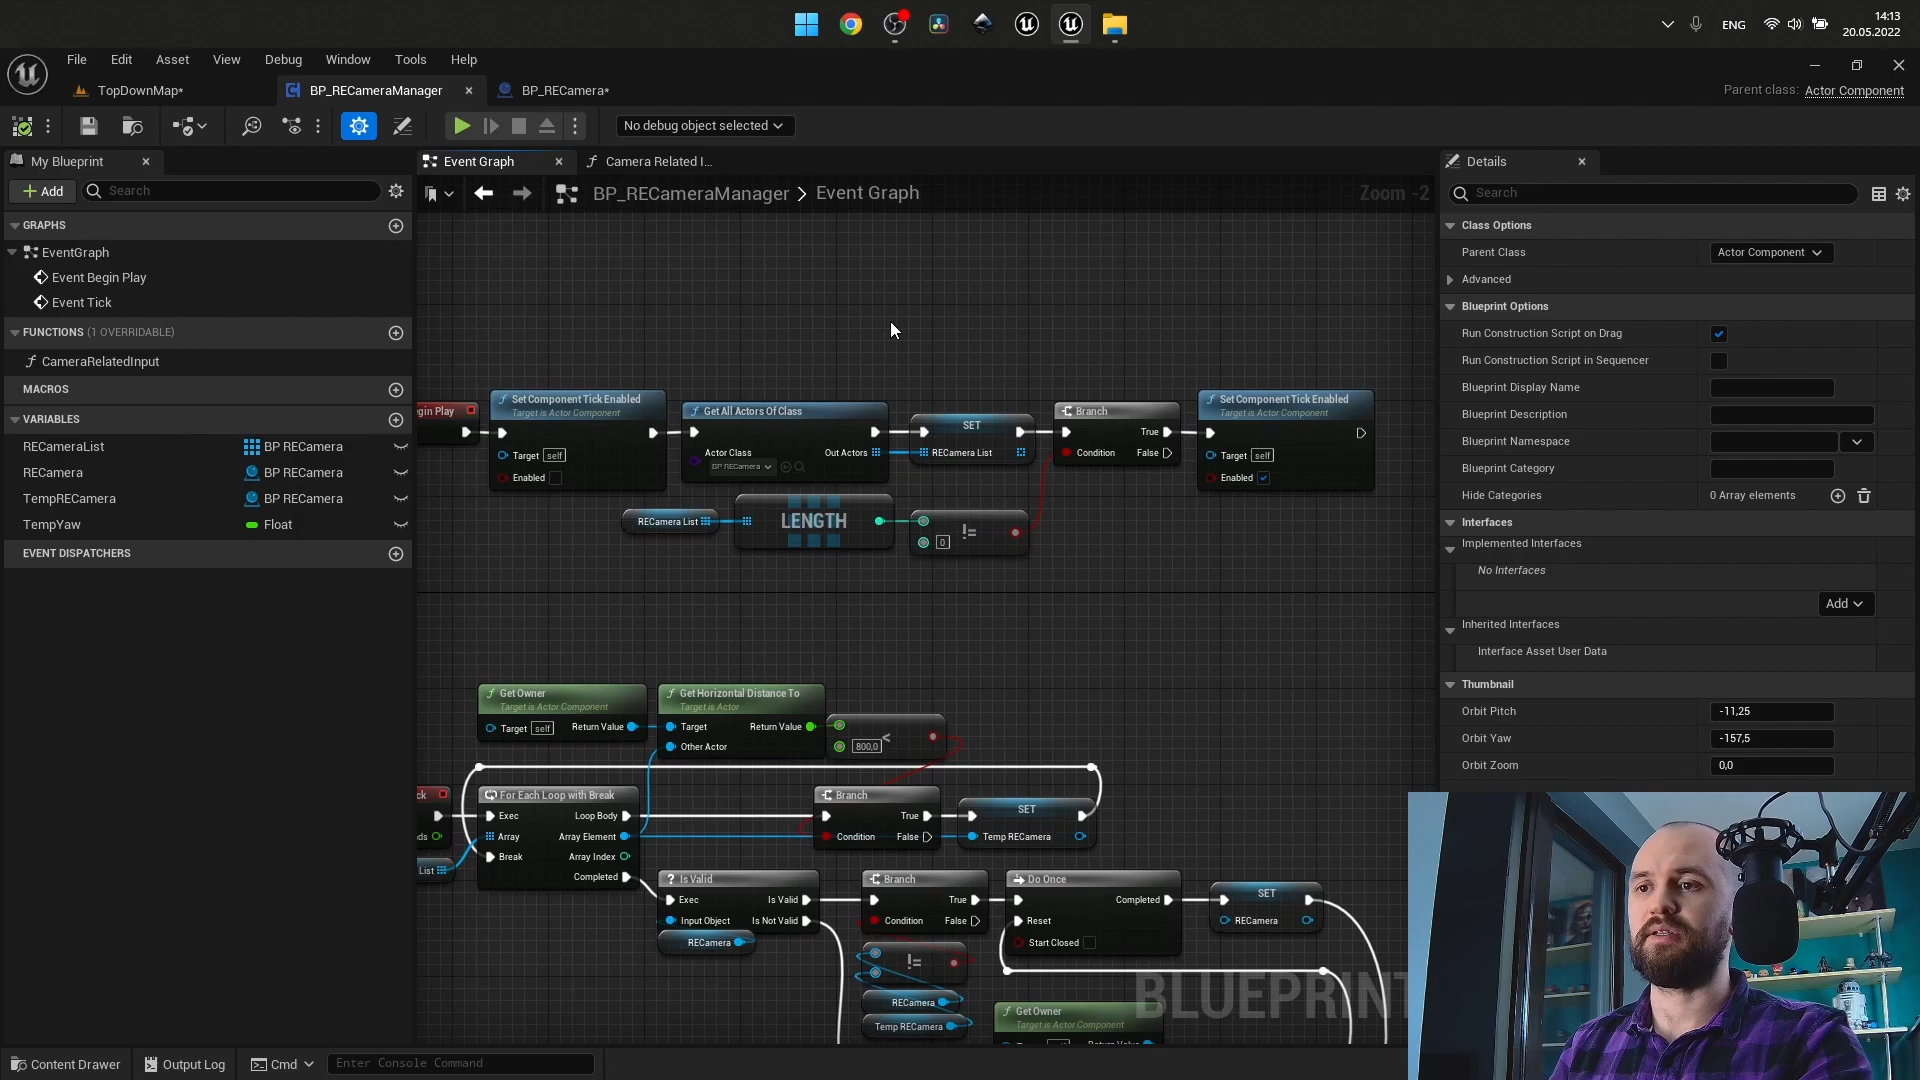 14:13
ENG
20.05.2022
File Edit Asset View Debug Window Tools Help
TopDownMap*
BP_RECameraManager
BP_RECamera*
Parent class: Actor Component
No debug object selected
My Blueprint
Event Graph
Camera Related I...
Details
Add
Search
BP_RECameraManager > Event Graph
Zoom -2
Search
GRAPHS
EventGraph
Event Begin Play
Event Tick
FUNCTIONS (1 OVERRIDABLE)
CameraRelatedInput
MACROS
VARIABLES
RECameraList BP RECamera
RECamera BP RECamera
TempRECamera BP RECamera
TempYaw Float
EVENT DISPATCHERS
Set Component Tick Enabled
Target is Actor Component
Target self
Enabled
Get All Actors Of Class
Actor Class
BP RECamera
Out Actors
SET
RECamera List
Branch
True
Condition False
Set Component Tick Enabled
Target is Actor Component
Target self
Enabled
RECamera List
LENGTH
0
!=
Get Owner
Target is Actor Component
Target self Return Value
Get Horizontal Distance To
Target is Actor
Target Return Value
Other Actor
800,0
<
For Each Loop with Break
Exec Loop Body
Array Array Element
Break Array Index
Completed
List
Branch
True
Condition False
SET
Temp RECamera
Is Valid
Exec Is Valid
Input Object Is Not Valid
RECamera
Branch
True
Condition False
!=
RECamera
Temp RECamera
Do Once
Completed
Reset
Start Closed
SET
RECamera
Get Owner
Target is Actor Component
BLUEPRINT
Class Options
Parent Class Actor Component
Advanced
Blueprint Options
Run Construction Script on Drag
Run Construction Script in Sequencer
Blueprint Display Name
Blueprint Description
Blueprint Namespace
Blueprint Category
Hide Categories 0 Array elements
Interfaces
Implemented Interfaces
No Interfaces
Add
Inherited Interfaces
Interface Asset User Data
Thumbnail
Orbit Pitch -11,25
Orbit Yaw -157,5
Orbit Zoom 0,0
Content Drawer
Output Log
Cmd
Enter Console Command